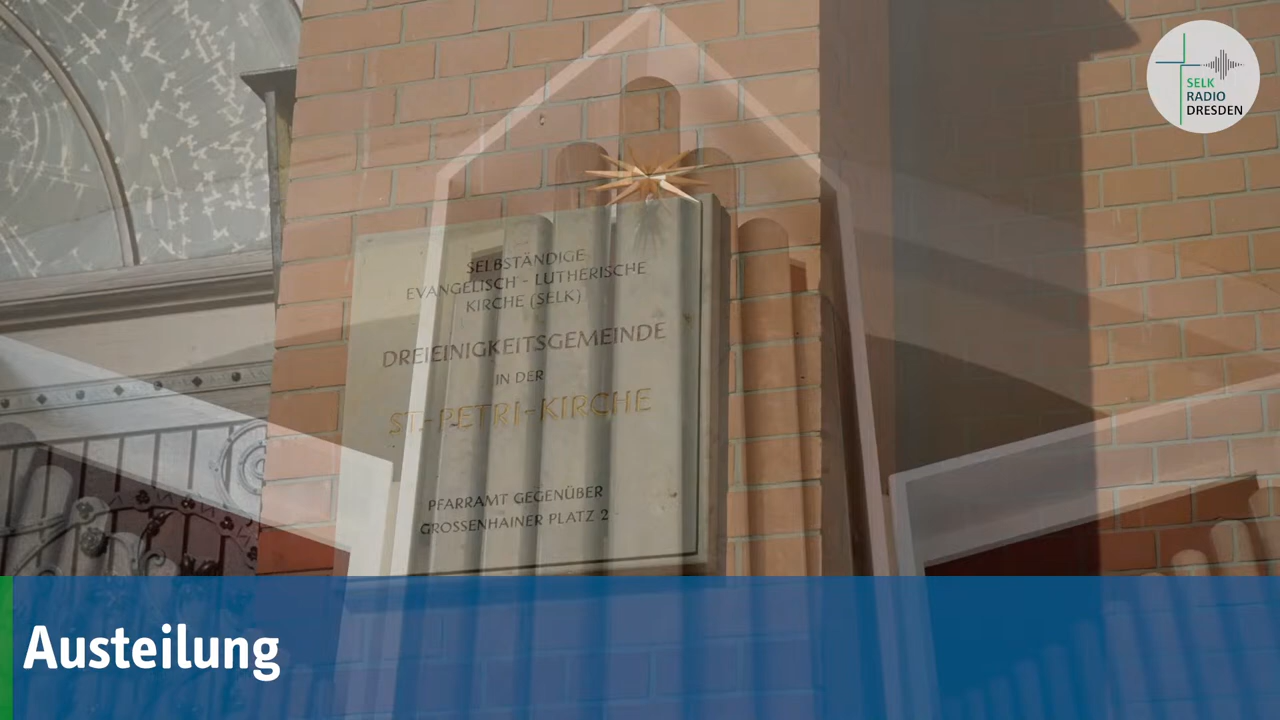 SELK
RADIO
DRESDEN
SELBSTÄNDIGE
EVANGELISCH - LUTHERISCHE
KIRCHE (SELK)
DREIEINIGKEITSGEMEINDE
IN DER
ST.-PETRI-KIRCHE
PFARRAMT GEGENÜBER
GROSSENHAINER PLATZ 2
Austeilung